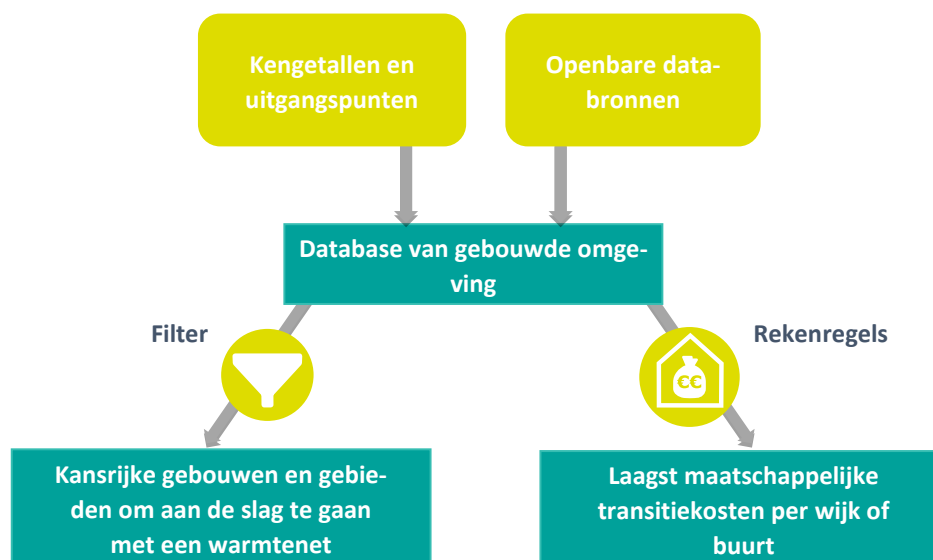 Kengetallen en
uitgangspunten
Openbare data-
bronnen
Database van gebouwde omge-
ving
Filter
Rekenregels
€€
Kansrijke gebouwen en gebie-
den om aan de slag te gaan
met een warmtenet
Laagst maatschappelijke
transitiekosten per wijk of
buurt